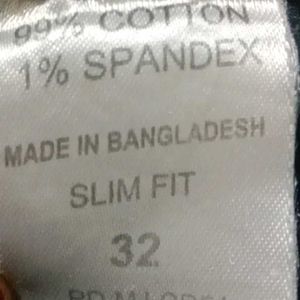 99% COTTON
1% SPANDEX
MADE IN BANGLADESH
SLIM FIT
32